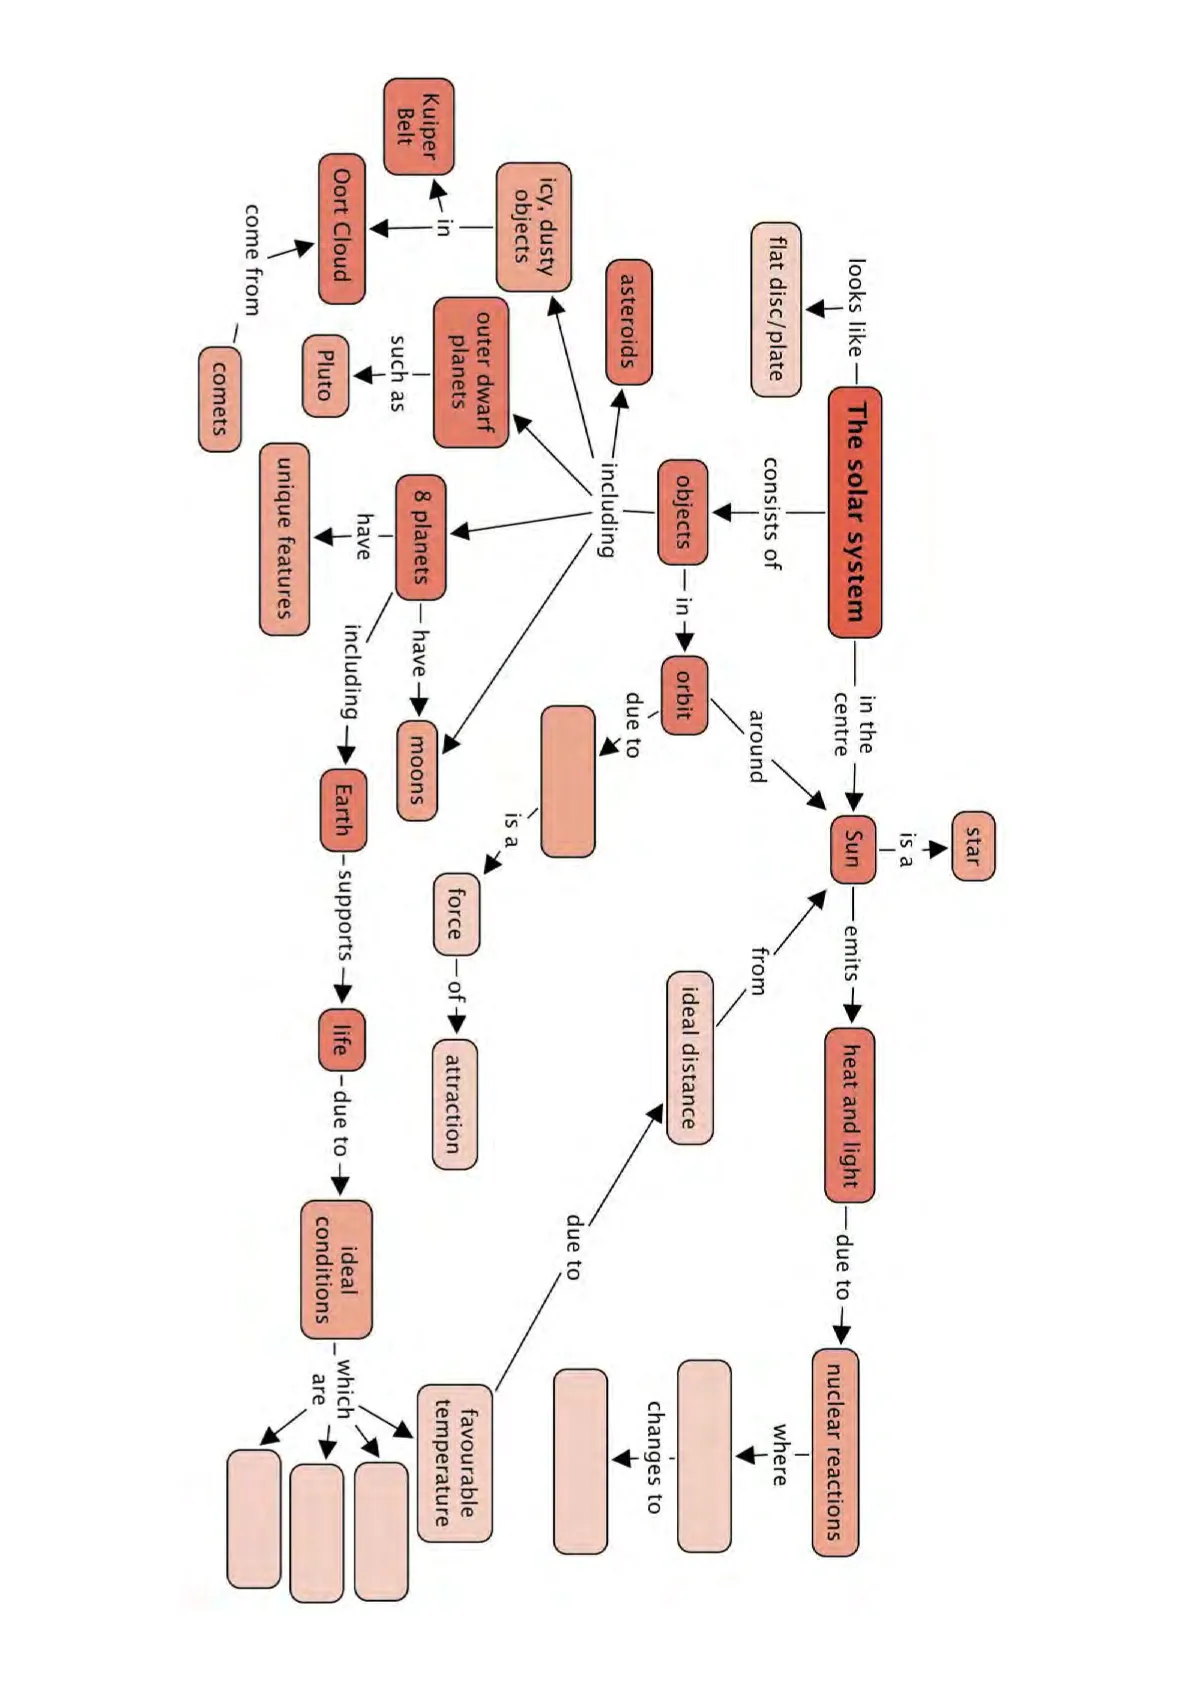 star
is a
The solar system
in the
centre
Sun
emits
heat and light
due to
nuclear reactions
looks like
flat disc/plate
consists of
around
from
where
objects
in
orbit
ideal distance
changes to
asteroids
including
due to
due to
icy, dusty
objects
is a
outer dwarf
planets
force
of
attraction
favourable
temperature
in
Kuiper
Belt
8 planets
have
moons
such as
have
including
Earth
supports
life
due to
ideal
conditions
which
are
Oort Cloud
Pluto
unique features
come from
comets